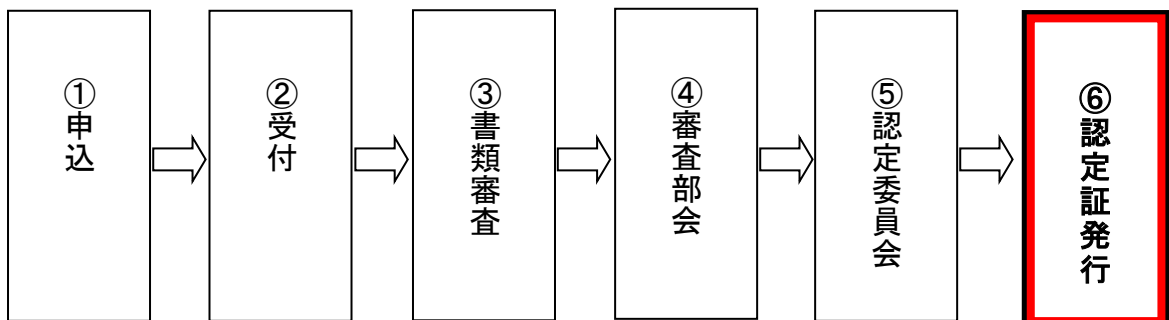 ①申込
②受付
③書類審査
④審査部会
⑤認定委員会
⑥認定証発行